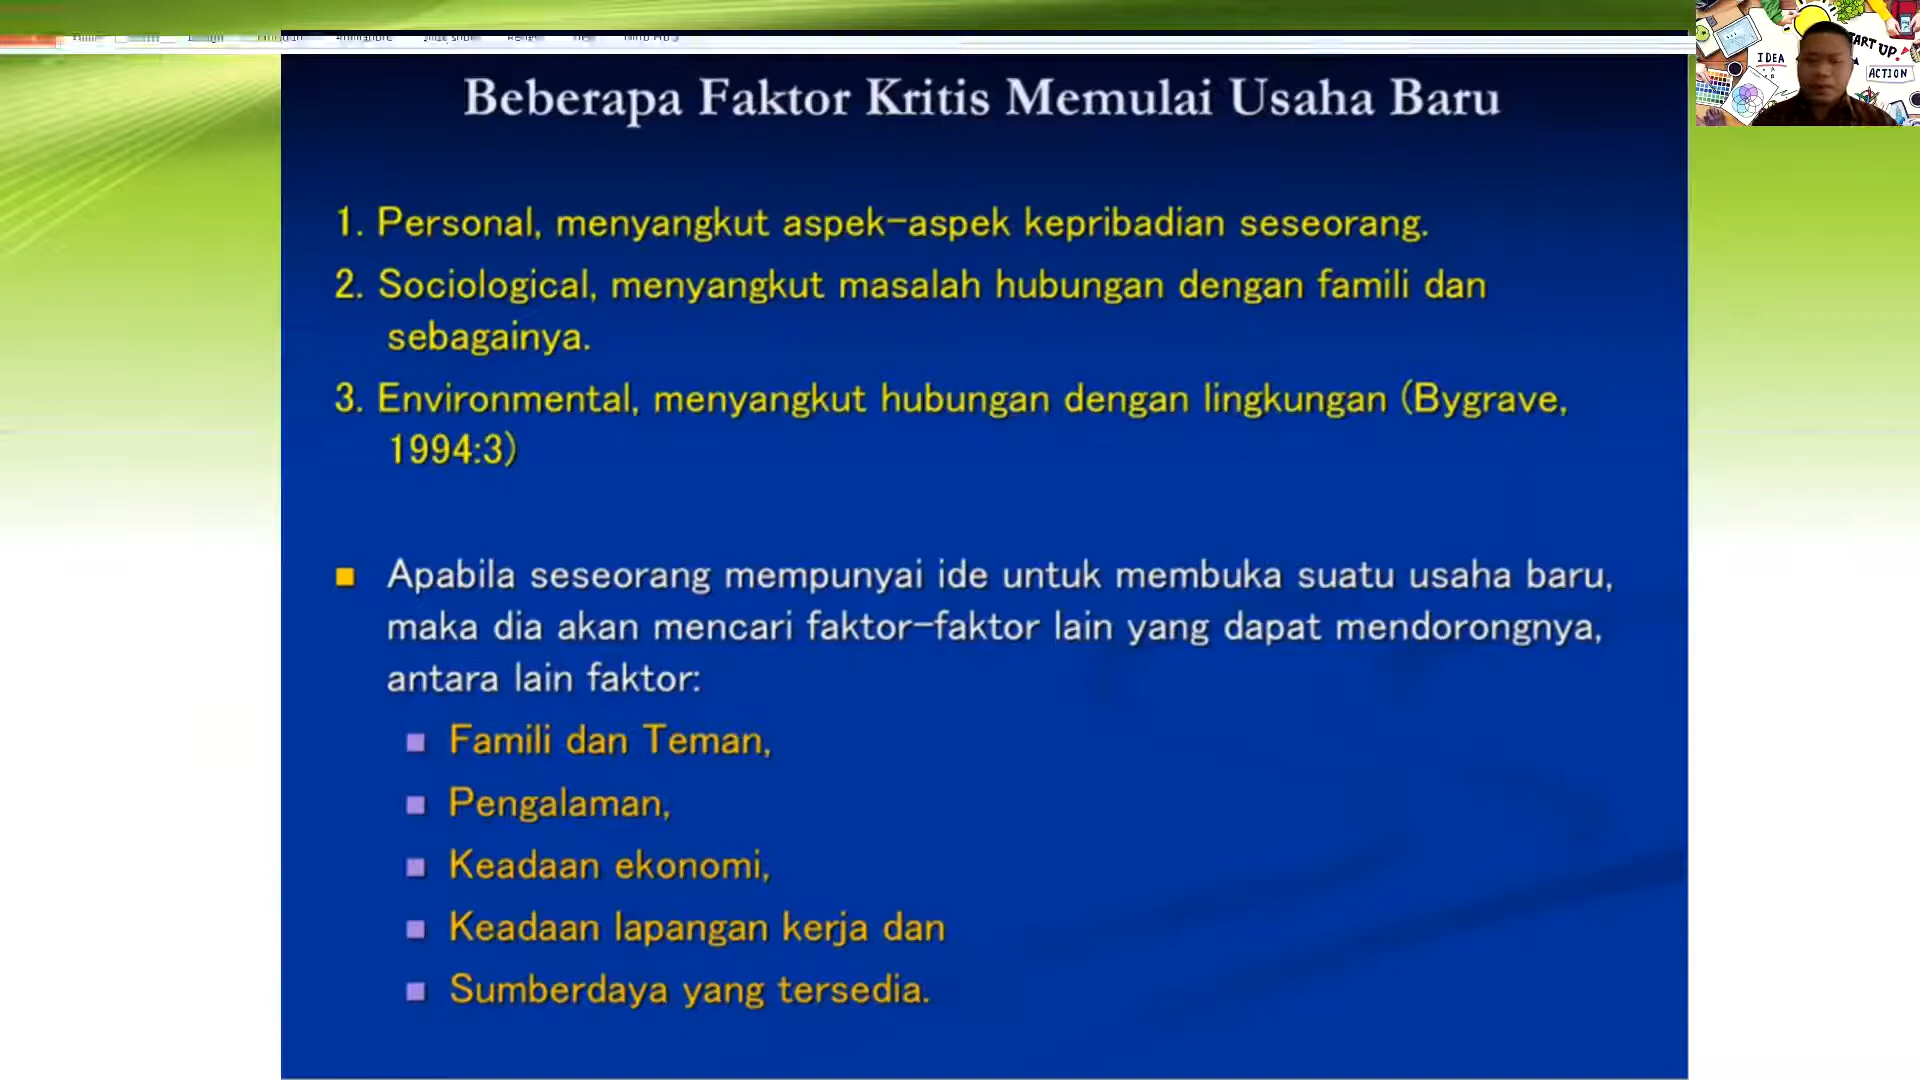 Beberapa Faktor Kritis Memulai Usaha Baru
START UP!
IDEA
ACTION
1. Personal, menyangkut aspek-aspek kepribadian seseorang.
2. Sociological, menyangkut masalah hubungan dengan famili dan
sebagainya.
3. Environmental, menyangkut hubungan dengan lingkungan (Bygrave,
1994:3)
Apabila seseorang mempunyai ide untuk membuka suatu usaha baru,
maka dia akan mencari faktor-faktor lain yang dapat mendorongnya,
antara lain faktor:
Famili dan Teman,
Pengalaman,
Keadaan ekonomi,
Keadaan lapangan kerja dan
Sumberdaya yang tersedia.